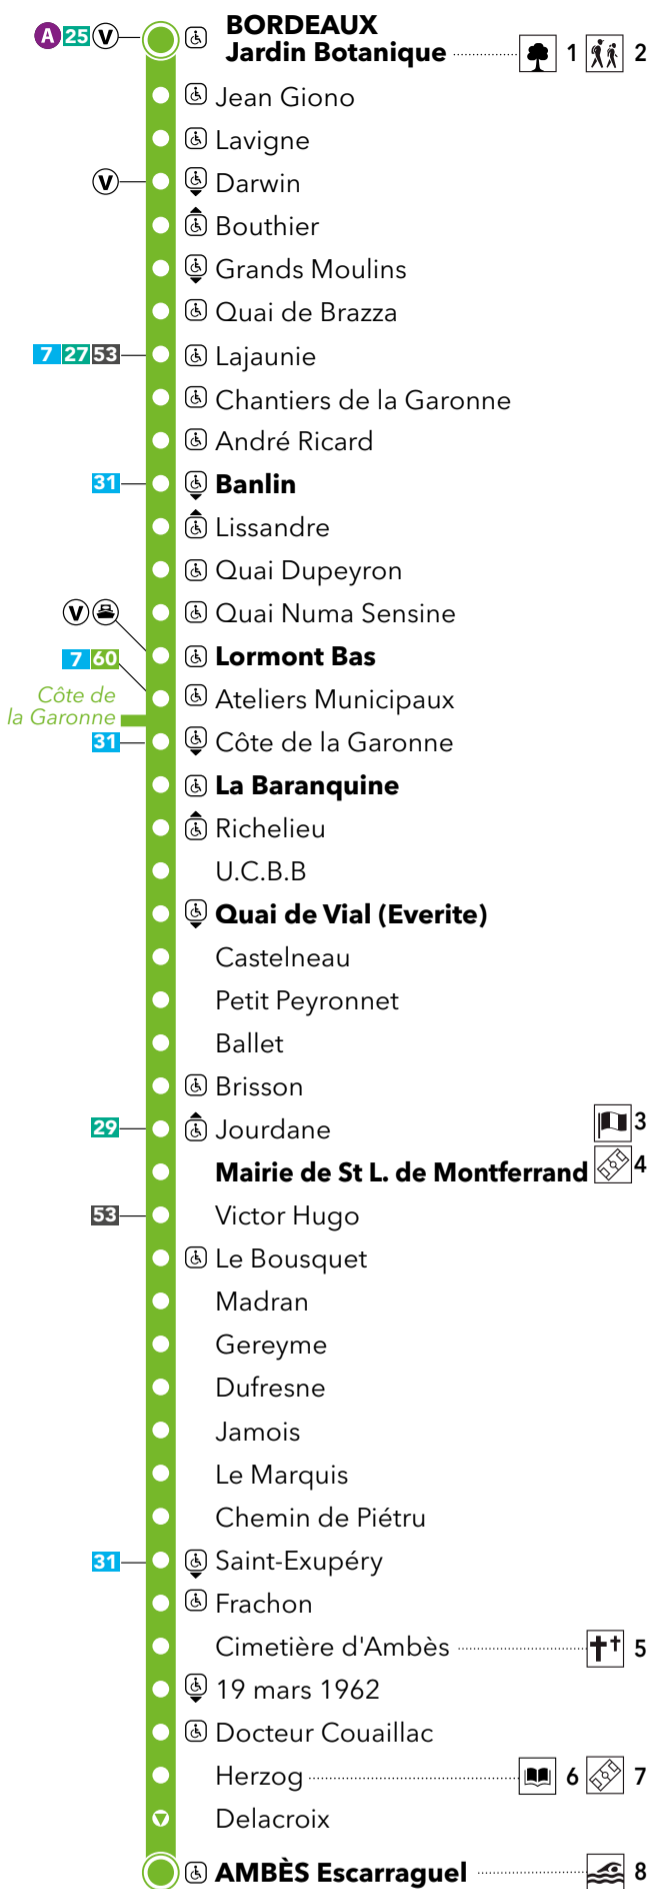 A 25 V BORDEAUX
Jardin Botanique 1 2
Jean Giono
Lavigne
V Darwin
Bouthier
Grands Moulins
Quai de Brazza
7 27 53 Lajaunie
Chantiers de la Garonne
André Ricard
31 Banlin
Lissandre
Quai Dupeyron
Quai Numa Sensine
V Lormont Bas
7 60 Ateliers Municipaux
Côte de
la Garonne
31 Côte de la Garonne
La Baranquine
Richelieu
U.C.B.B
Quai de Vial (Everite)
Castelneau
Petit Peyronnet
Ballet
Brisson
29 Jourdane 3
Mairie de St L. de Montferrand 4
53 Victor Hugo
Le Bousquet
Madran
Gereyme
Dufresne
Jamois
Le Marquis
Chemin de Piétru
31 Saint-Exupéry
Frachon
Cimetière d'Ambès 5
19 mars 1962
Docteur Couaillac
Herzog 6 7
Delacroix
AMBÈS Escarraguel 8